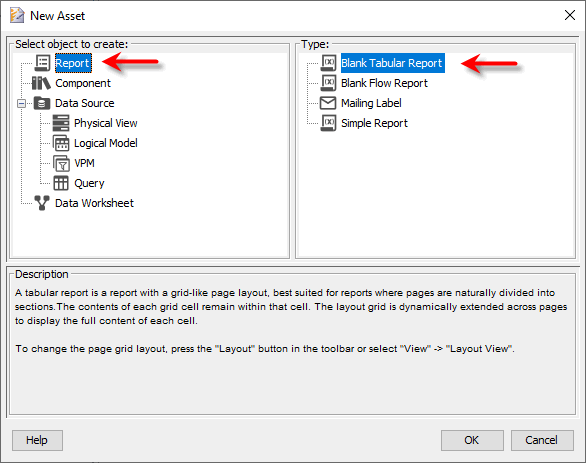 New Asset
Select object to create:
Report
Component
Data Source
Physical View
Logical Model
VPM
Query
Data Worksheet
Type:
Blank Tabular Report
Blank Flow Report
Mailing Label
Simple Report
Description
A tabular report is a report with a grid-like page layout, best suited for reports where pages are naturally divided into
sections.The contents of each grid cell remain within that cell. The layout grid is dynamically extended across pages
to display the full content of each cell.
To change the page grid layout, press the "Layout" button in the toolbar or select "View" -> "Layout View".
Help
OK
Cancel